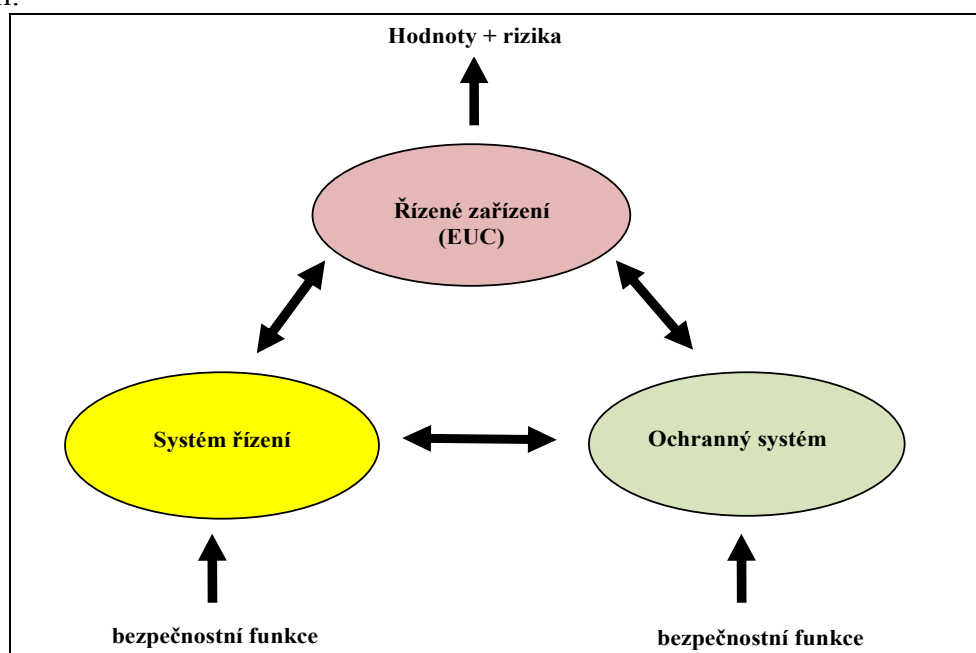 Hodnoty + rizika
Řízené zařízení
(EUC)
Systém řízení
Ochranný systém
bezpečnostní funkce
bezpečnostní funkce